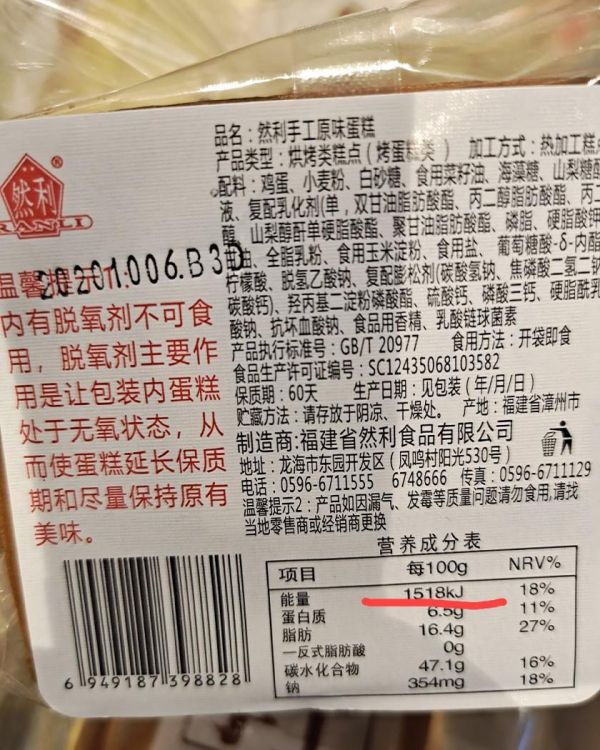 品名：然利手工原味蛋糕
产品类型：烘烤类糕点（烤蛋糕类） 加工方式：热加工糕
配料：鸡蛋、小麦粉、白砂糖、食用菜籽油、海藻糖、山梨糖醇
液、复配乳化剂(单，双甘油脂肪酸酯、丙二醇脂肪酸酯、丙二
醇、山梨醇酐单硬脂酸酯、聚甘油脂肪酸酯、磷脂、硬脂酸钾
甘油、全脂乳粉、食用玉米淀粉、食用盐、葡萄糖酸-δ-内酯
柠檬酸、脱氢乙酸钠、复配膨松剂(碳酸氢钠、焦磷酸二氢二钠
碳酸钙)、羟丙基二淀粉磷酸酯、硫酸钙、磷酸三钙、硬脂酰乳
酸钠、抗坏血酸钠、食品用香精、乳酸链球菌素
产品执行标准号：GB/T 20977 食用方法：开袋即食
食品生产许可证编号：SC12435068103582
保质期：60天 生产日期：见包装（年/月/日）
贮藏方法：请存放于阴凉、干燥处。 产地：福建省漳州市
制造商:福建省然利食品有限公司
地址：龙海市东园开发区（凤鸣村阳光530号）
电话：0596-6711555 6748666 传真：0596-6711129
温馨提示2：产品如因漏气、发霉等质量问题请勿食用,请找
当地零售商或经销商更换
然利
®
RANLI
20201006.B3
温馨提示
内有脱氧剂不可食
用，脱氧剂主要作
用是让包装内蛋糕
处于无氧状态，从
而使蛋糕延长保质
期和尽量保持原有
美味。
营养成分表
项目 每100g NRV%
能量 1518kJ 18%
蛋白质 6.5g 11%
脂肪 16.4g 27%
—反式脂肪酸 0g
碳水化合物 47.1g 16%
钠 354mg 18%
6 949187 398828